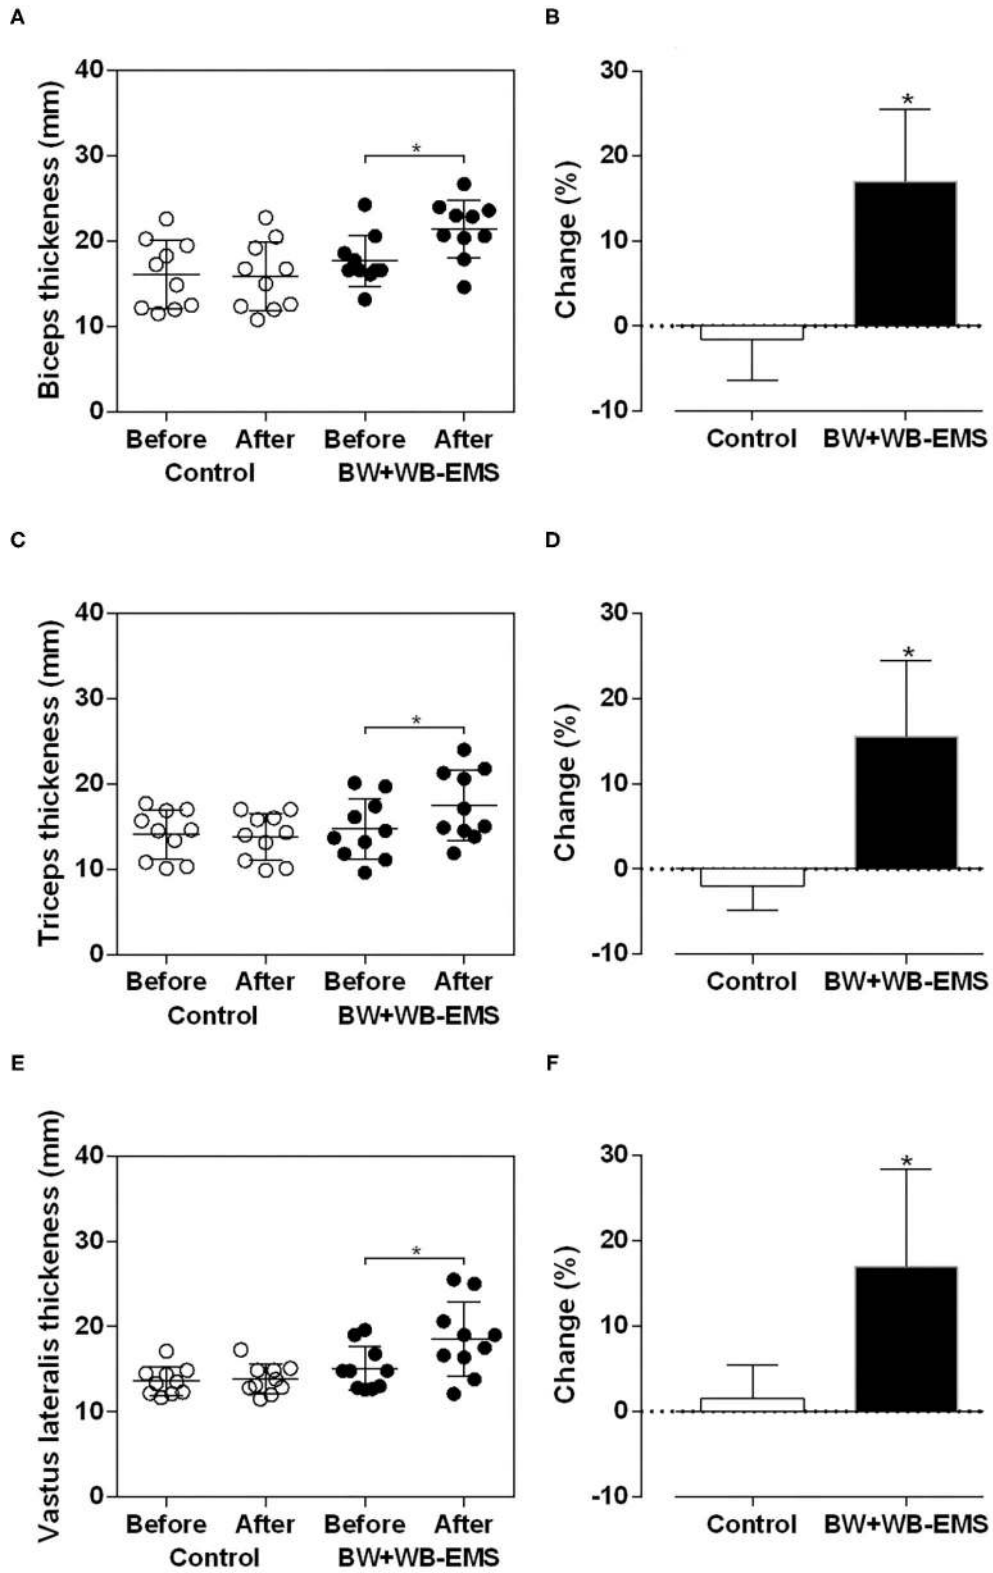 A
B
Biceps thickeness (mm)
40
30
20
10
0
*
Before After Before After
Control BW+WB-EMS
Change (%)
30
20
10
0
-10
*
Control BW+WB-EMS
C
D
Triceps thickeness (mm)
40
30
20
10
0
*
Before After Before After
Control BW+WB-EMS
Change (%)
30
20
10
0
-10
*
Control BW+WB-EMS
E
F
Vastus lateralis thickeness (mm)
40
30
20
10
0
*
Before After Before After
Control BW+WB-EMS
Change (%)
30
20
10
0
-10
*
Control BW+WB-EMS